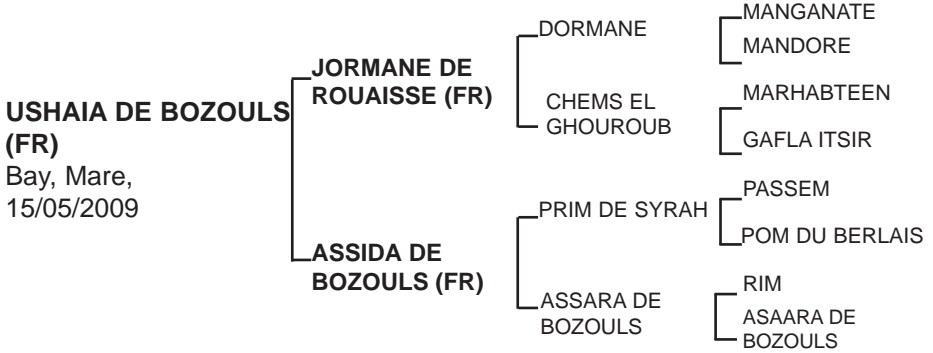 USHAIA DE BOZOULS
(FR)
Bay, Mare,
15/05/2009
JORMANE DE
ROUAISSE (FR)
ASSIDA DE
BOZOULS (FR)
DORMANE
CHEMS EL
GHOUROUB
PRIM DE SYRAH
ASSARA DE
BOZOULS
MANGANATE
MANDORE
MARHABTEEN
GAFLA ITSIR
PASSEM
POM DU BERLAIS
RIM
ASAARA DE
BOZOULS